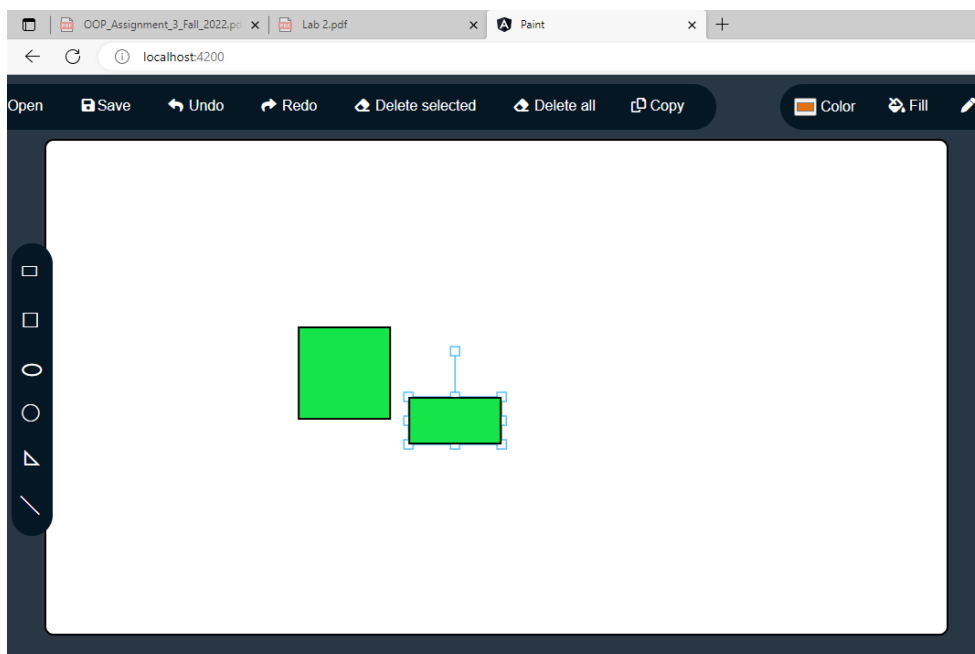 OOP_Assignment_3_Fall_2022.pd Lab 2.pdf Paint
localhost:4200
Open Save Undo Redo Delete selected Delete all Copy Color Fill